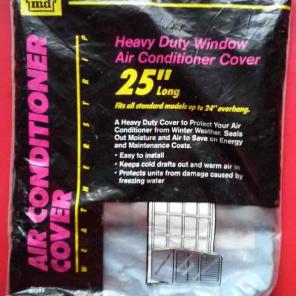 md
AIR CONDITIONER
COVER
WEATHER STRIP
Heavy Duty Window
Air Conditioner Cover
25" Long
Fits all standard models up to 24" overhang.
A Heavy Duty Cover to Protect Your Air
Conditioner from Winter Weather. Seals
Out Moisture and Air to Save on Energy
and Maintenance Costs.
• Easy to install
• Keeps cold drafts out and warm air in
• Protects units from damage caused by
freezing water